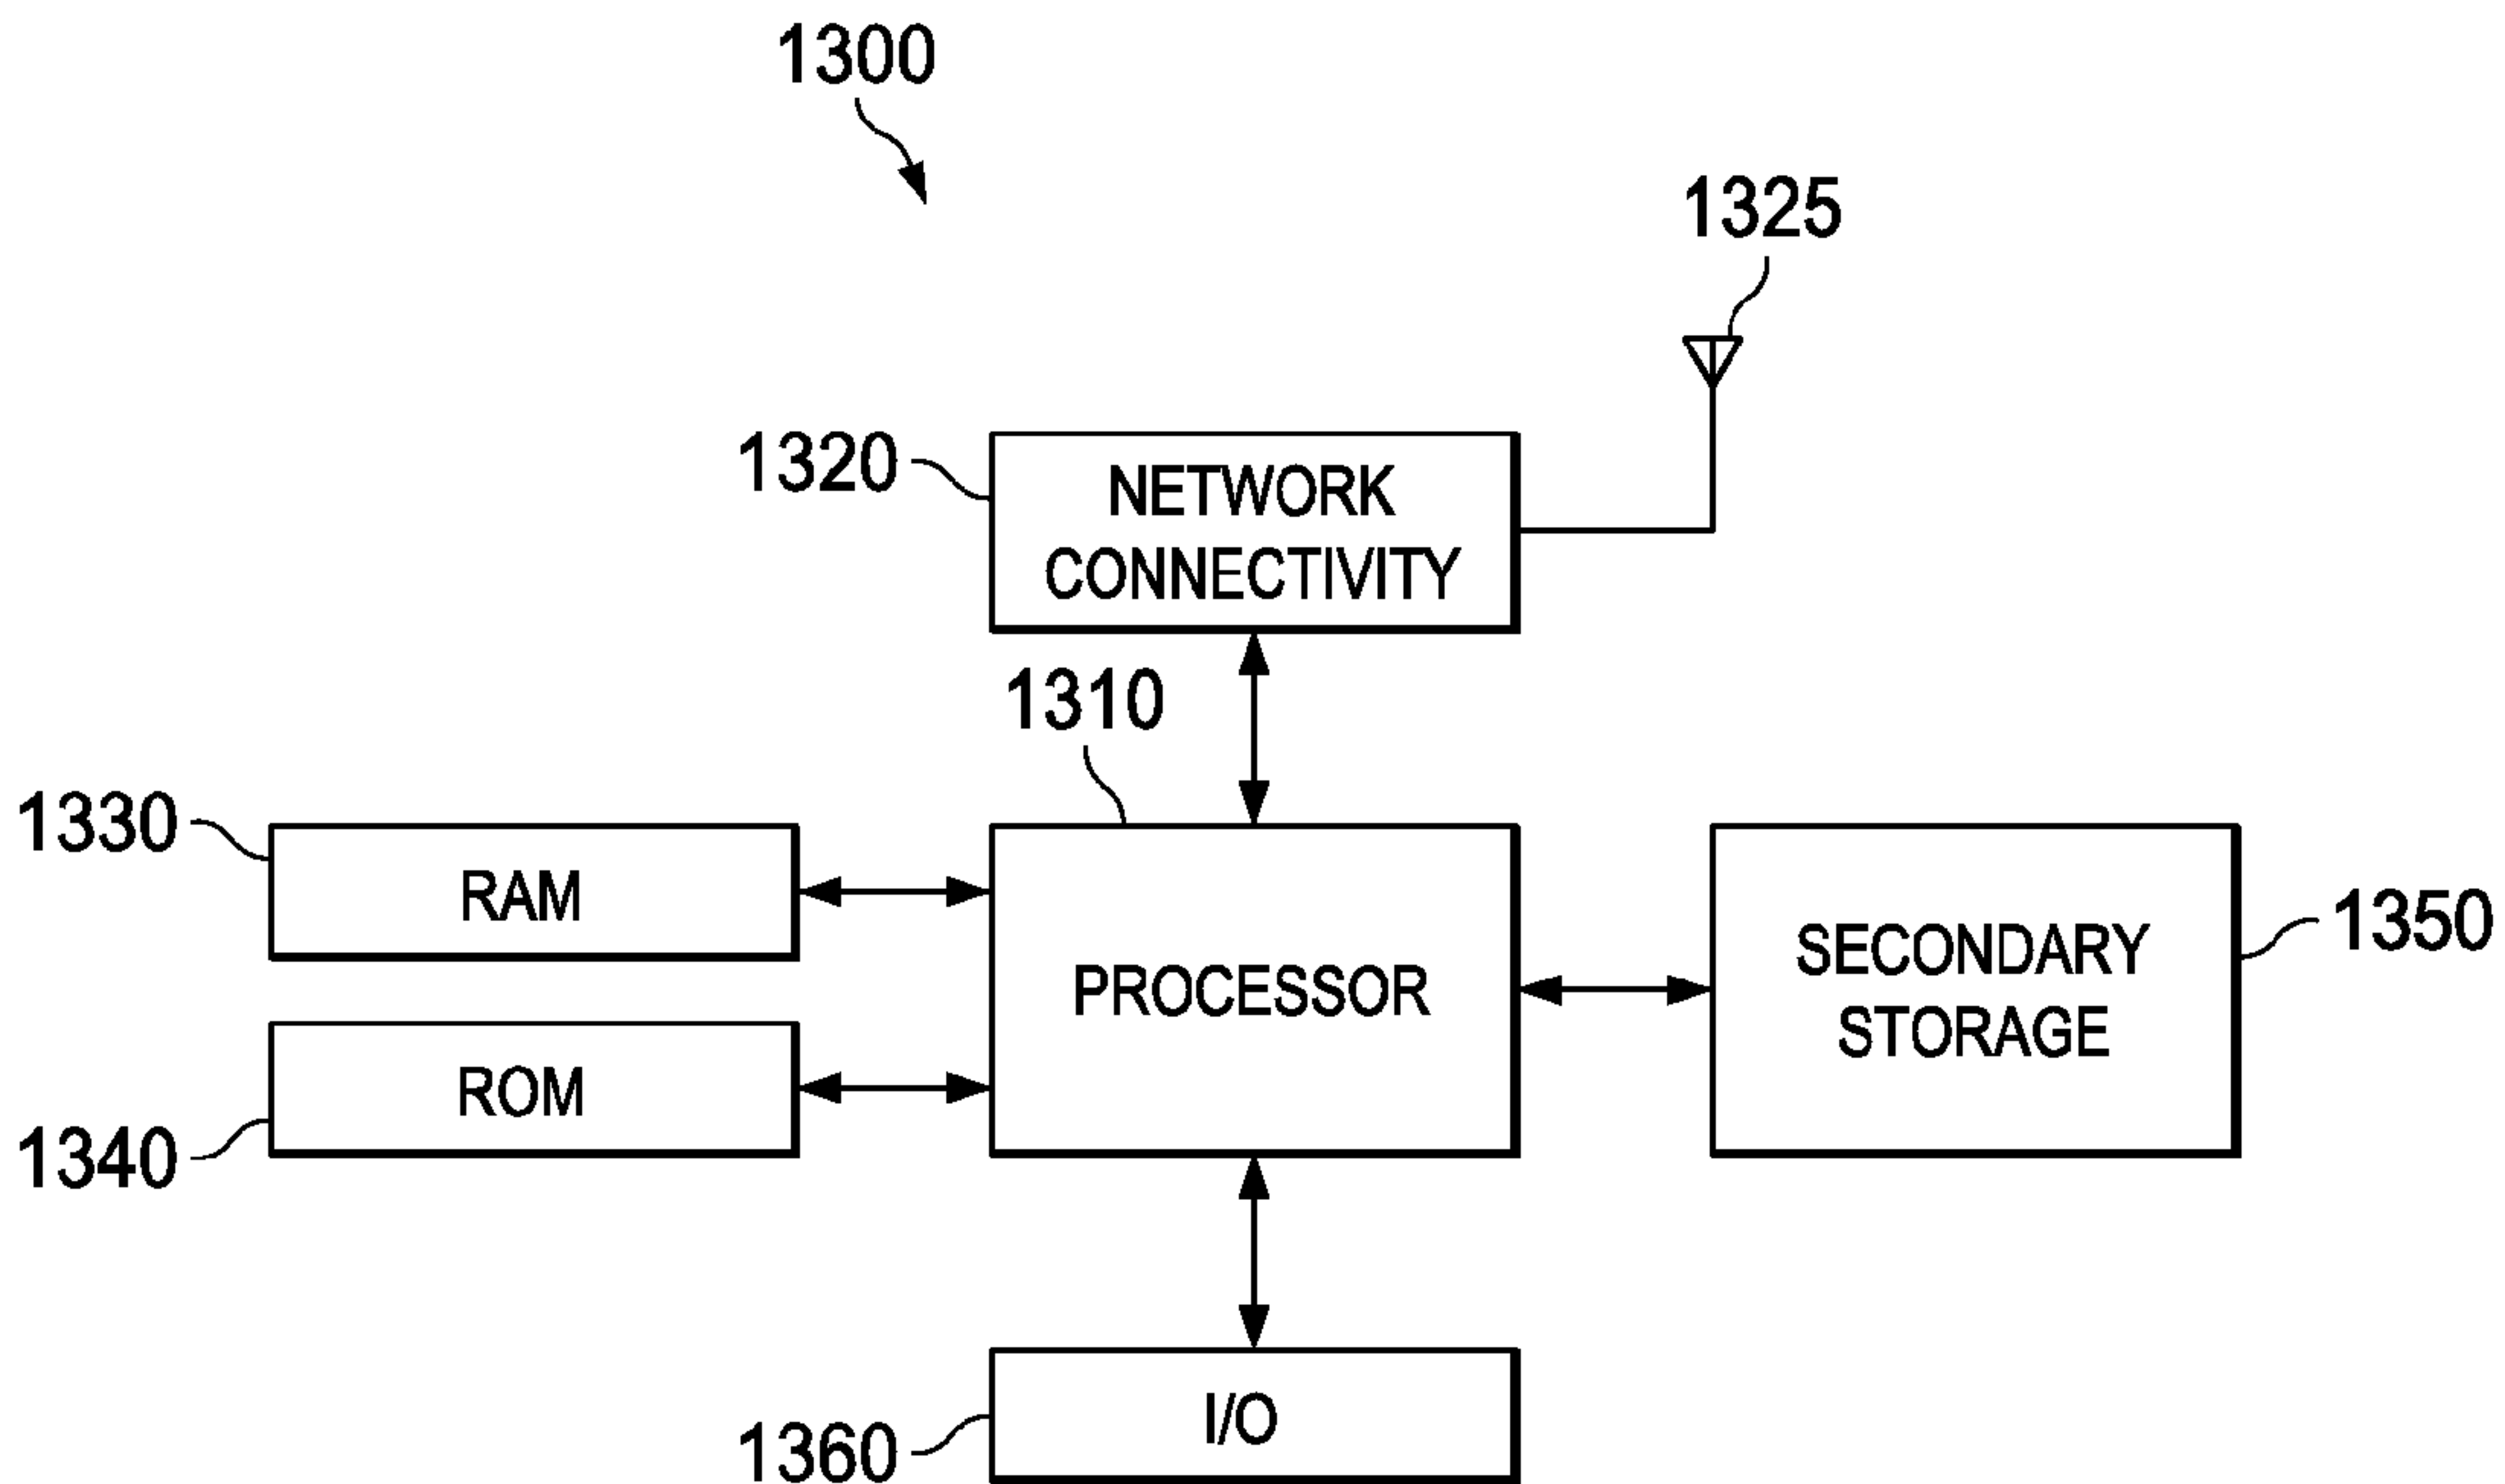 1300
1325
1320
NETWORK
CONNECTIVITY
1310
1330
RAM
PROCESSOR
SECONDARY
STORAGE
1350
ROM
1340
I/O
1360